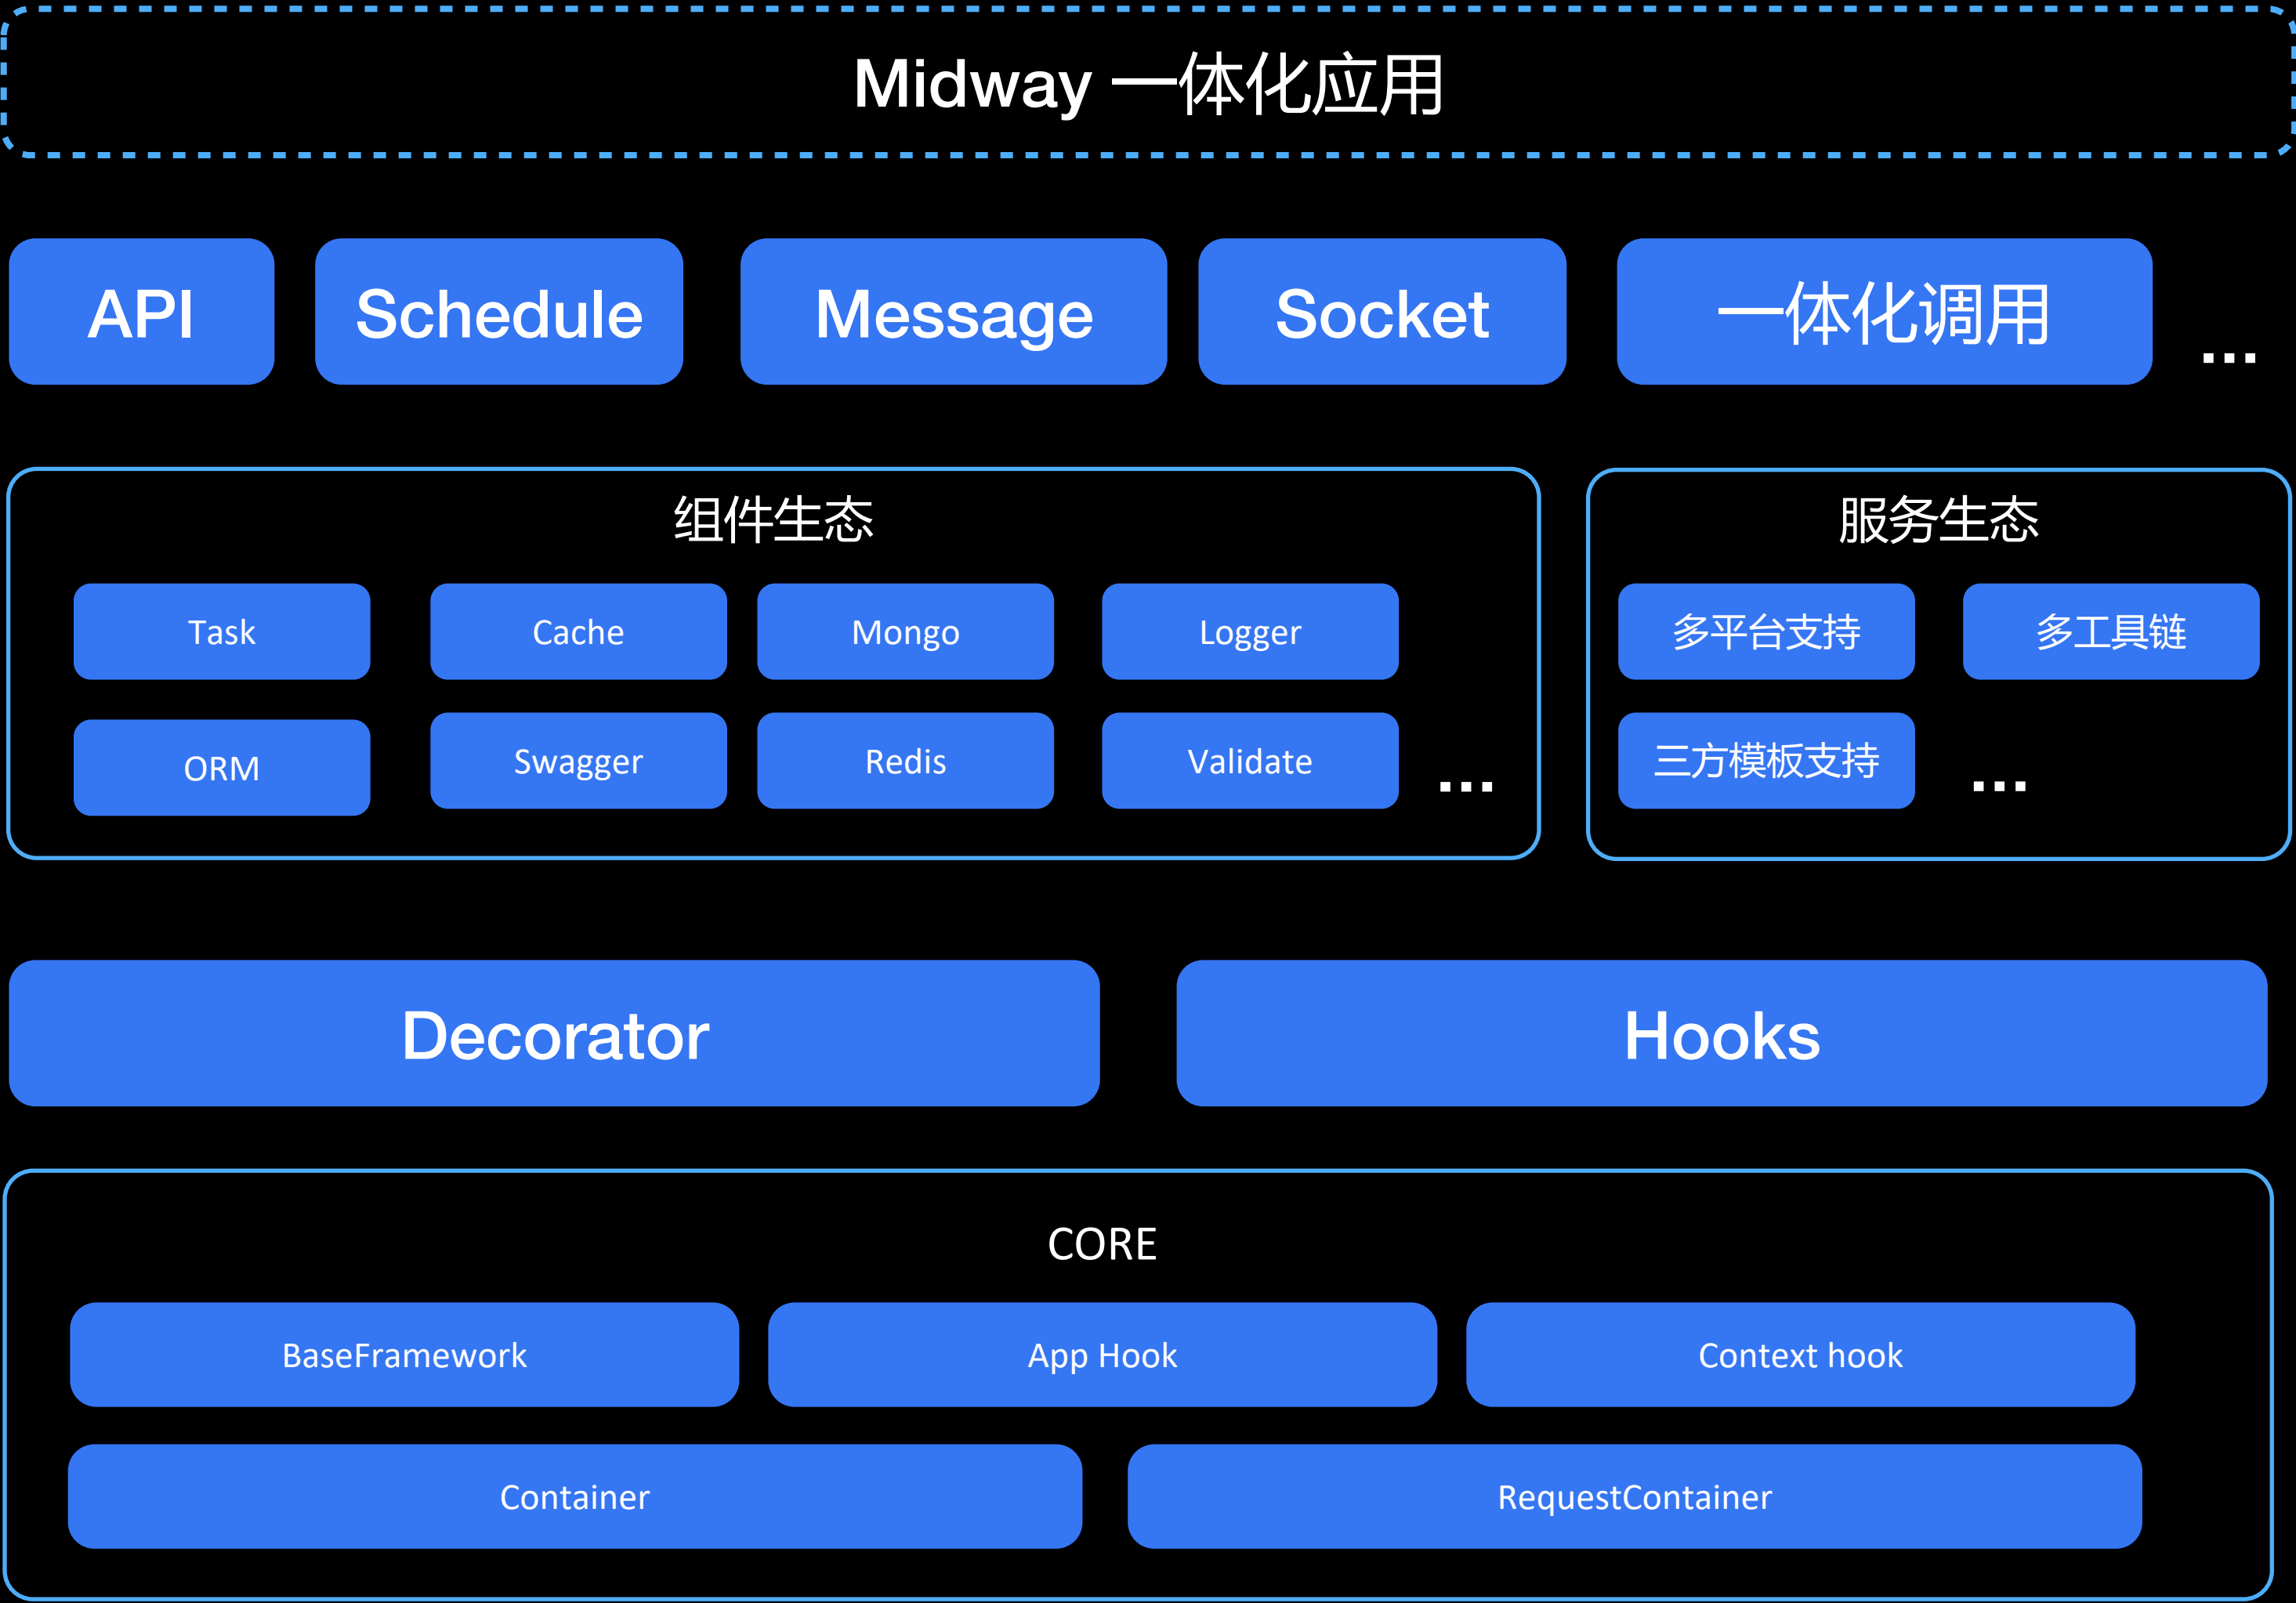 Midway 一体化应用
API
Schedule
Message
Socket
一体化调用
...
组件生态
Task
Cache
Mongo
Logger
ORM
Swagger
Redis
Validate
...
服务生态
多平台支持
多工具链
三方模板支持
...
Decorator
Hooks
CORE
BaseFramework
App Hook
Context hook
Container
RequestContainer